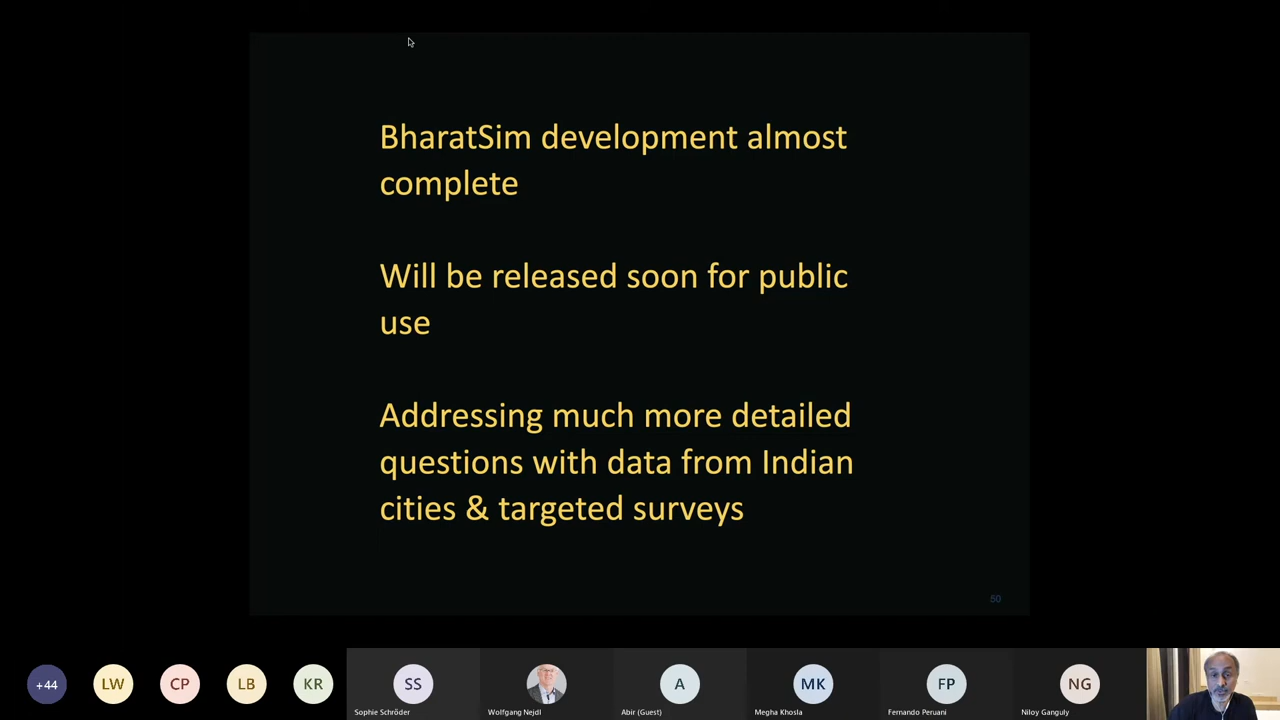 BharatSim development almost
complete
Will be released soon for public
use
Addressing much more detailed
questions with data from Indian
cities & targeted surveys
50
+44
LW
CP
LB
KR
SS
A
MK
FP
NG
Sophie Schröder
Wolfgang Nejdl
Abir (Guest)
Megha Khosla
Fernando Peruani
Niloy Ganguly